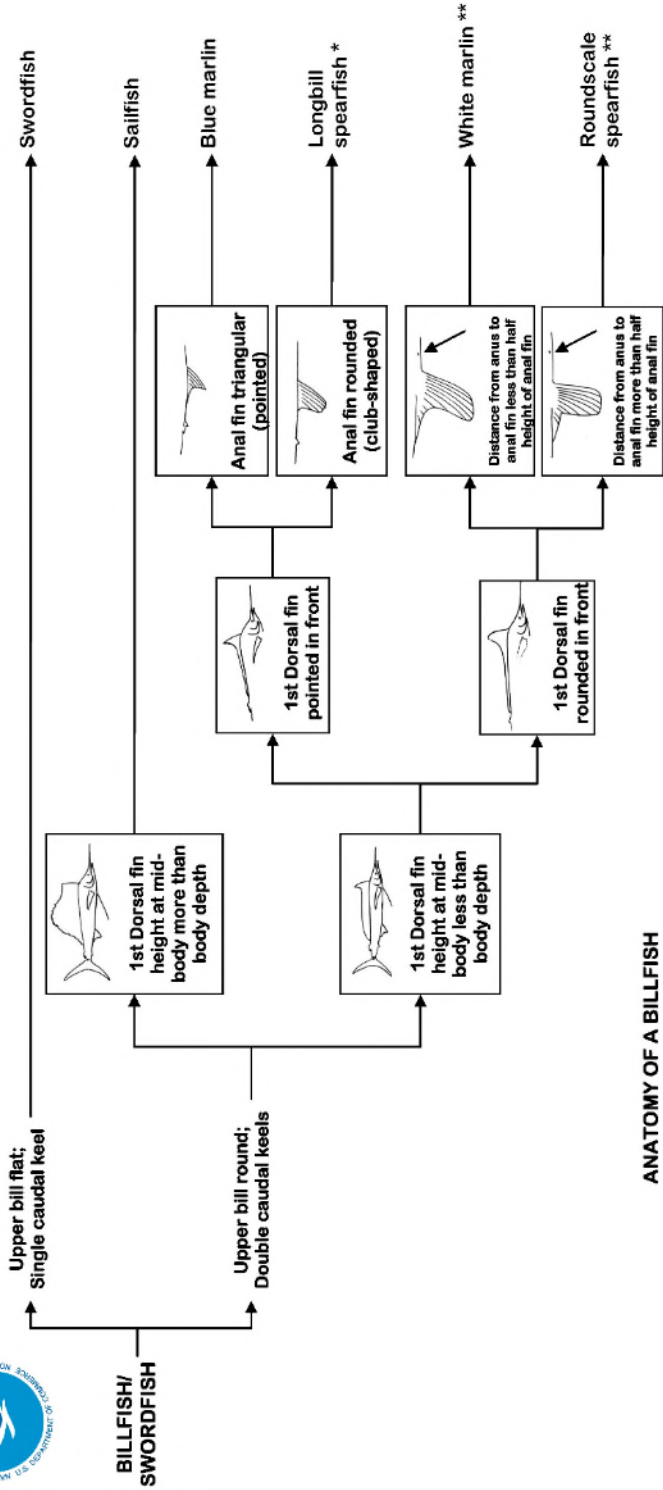 U.S. DEPARTMENT OF COMMERCE
BILLFISH/
SWORDFISH
Upper bill flat;
Single caudal keel
Upper bill round;
Double caudal keels
1st Dorsal fin
height at mid-
body more than
body depth
1st Dorsal fin
height at mid-
body less than
body depth
1st Dorsal fin
pointed in front
1st Dorsal fin
rounded in front
Anal fin triangular
(pointed)
Anal fin rounded
(club-shaped)
Distance from anus to
anal fin less than half
height of anal fin
Distance from anus to
anal fin more than half
height of anal fin
Swordfish
Sailfish
Blue marlin
Longbill
spearfish *
White marlin **
Roundscale
spearfish **
ANATOMY OF A BILLFISH